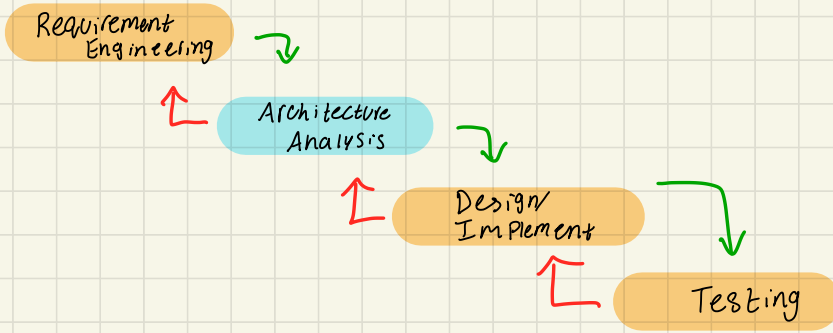 Requirement
Engineering
Architecture
Analysis
Design/
Implement
Testing